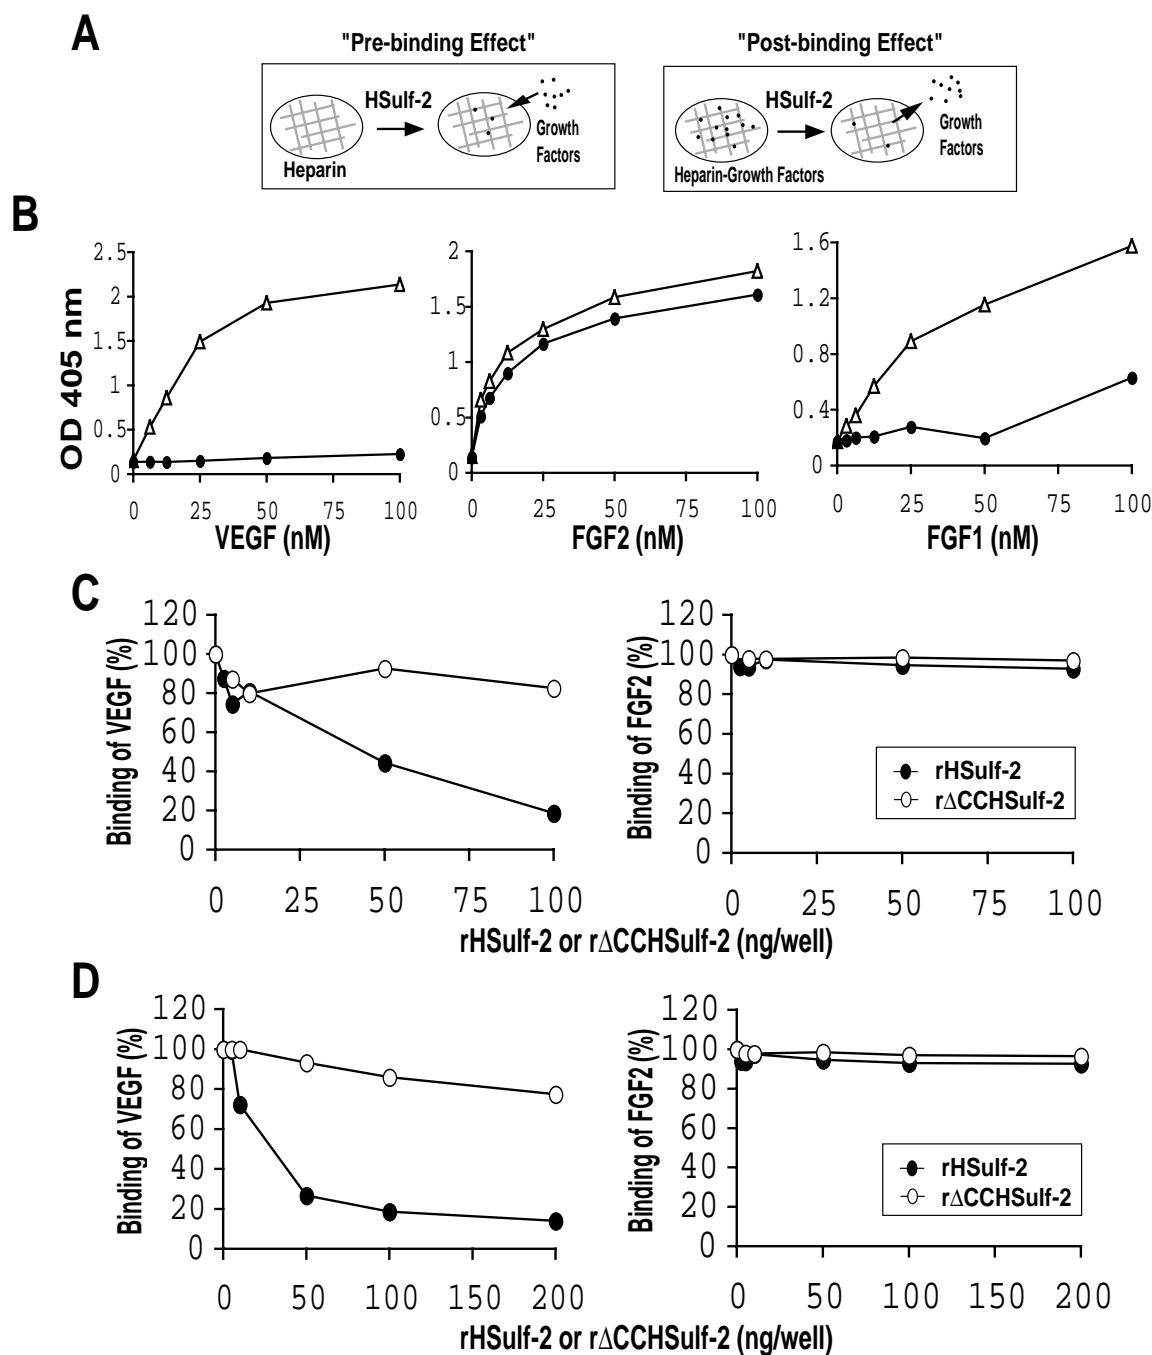 A
"Pre-binding Effect"
"Post-binding Effect"
HSulf-2
Growth
Factors
Heparin
HSulf-2
Growth
Factors
Heparin-Growth Factors
B
OD 405 nm
2.5
2
1.5
1
0.5
0
0 25 50 75 100
VEGF (nM)
2
1.5
1
0.5
0
0 25 50 75 100
FGF2 (nM)
1.6
1.2
0.8
0.4
0
0 25 50 75 100
FGF1 (nM)
C
Binding of VEGF (%)
120
100
80
60
40
20
0
0 25 50 75 100
Binding of FGF2 (%)
120
100
80
60
40
20
0
0 25 50 75 100
rHSulf-2
r∆CCHSulf-2
rHSulf-2 or r∆CCHSulf-2 (ng/well)
D
Binding of VEGF (%)
120
100
80
60
40
20
0
0 50 100 150 200
Binding of FGF2 (%)
120
100
80
60
40
20
0
0 50 100 150 200
rHSulf-2
r∆CCHSulf-2
rHSulf-2 or r∆CCHSulf-2 (ng/well)